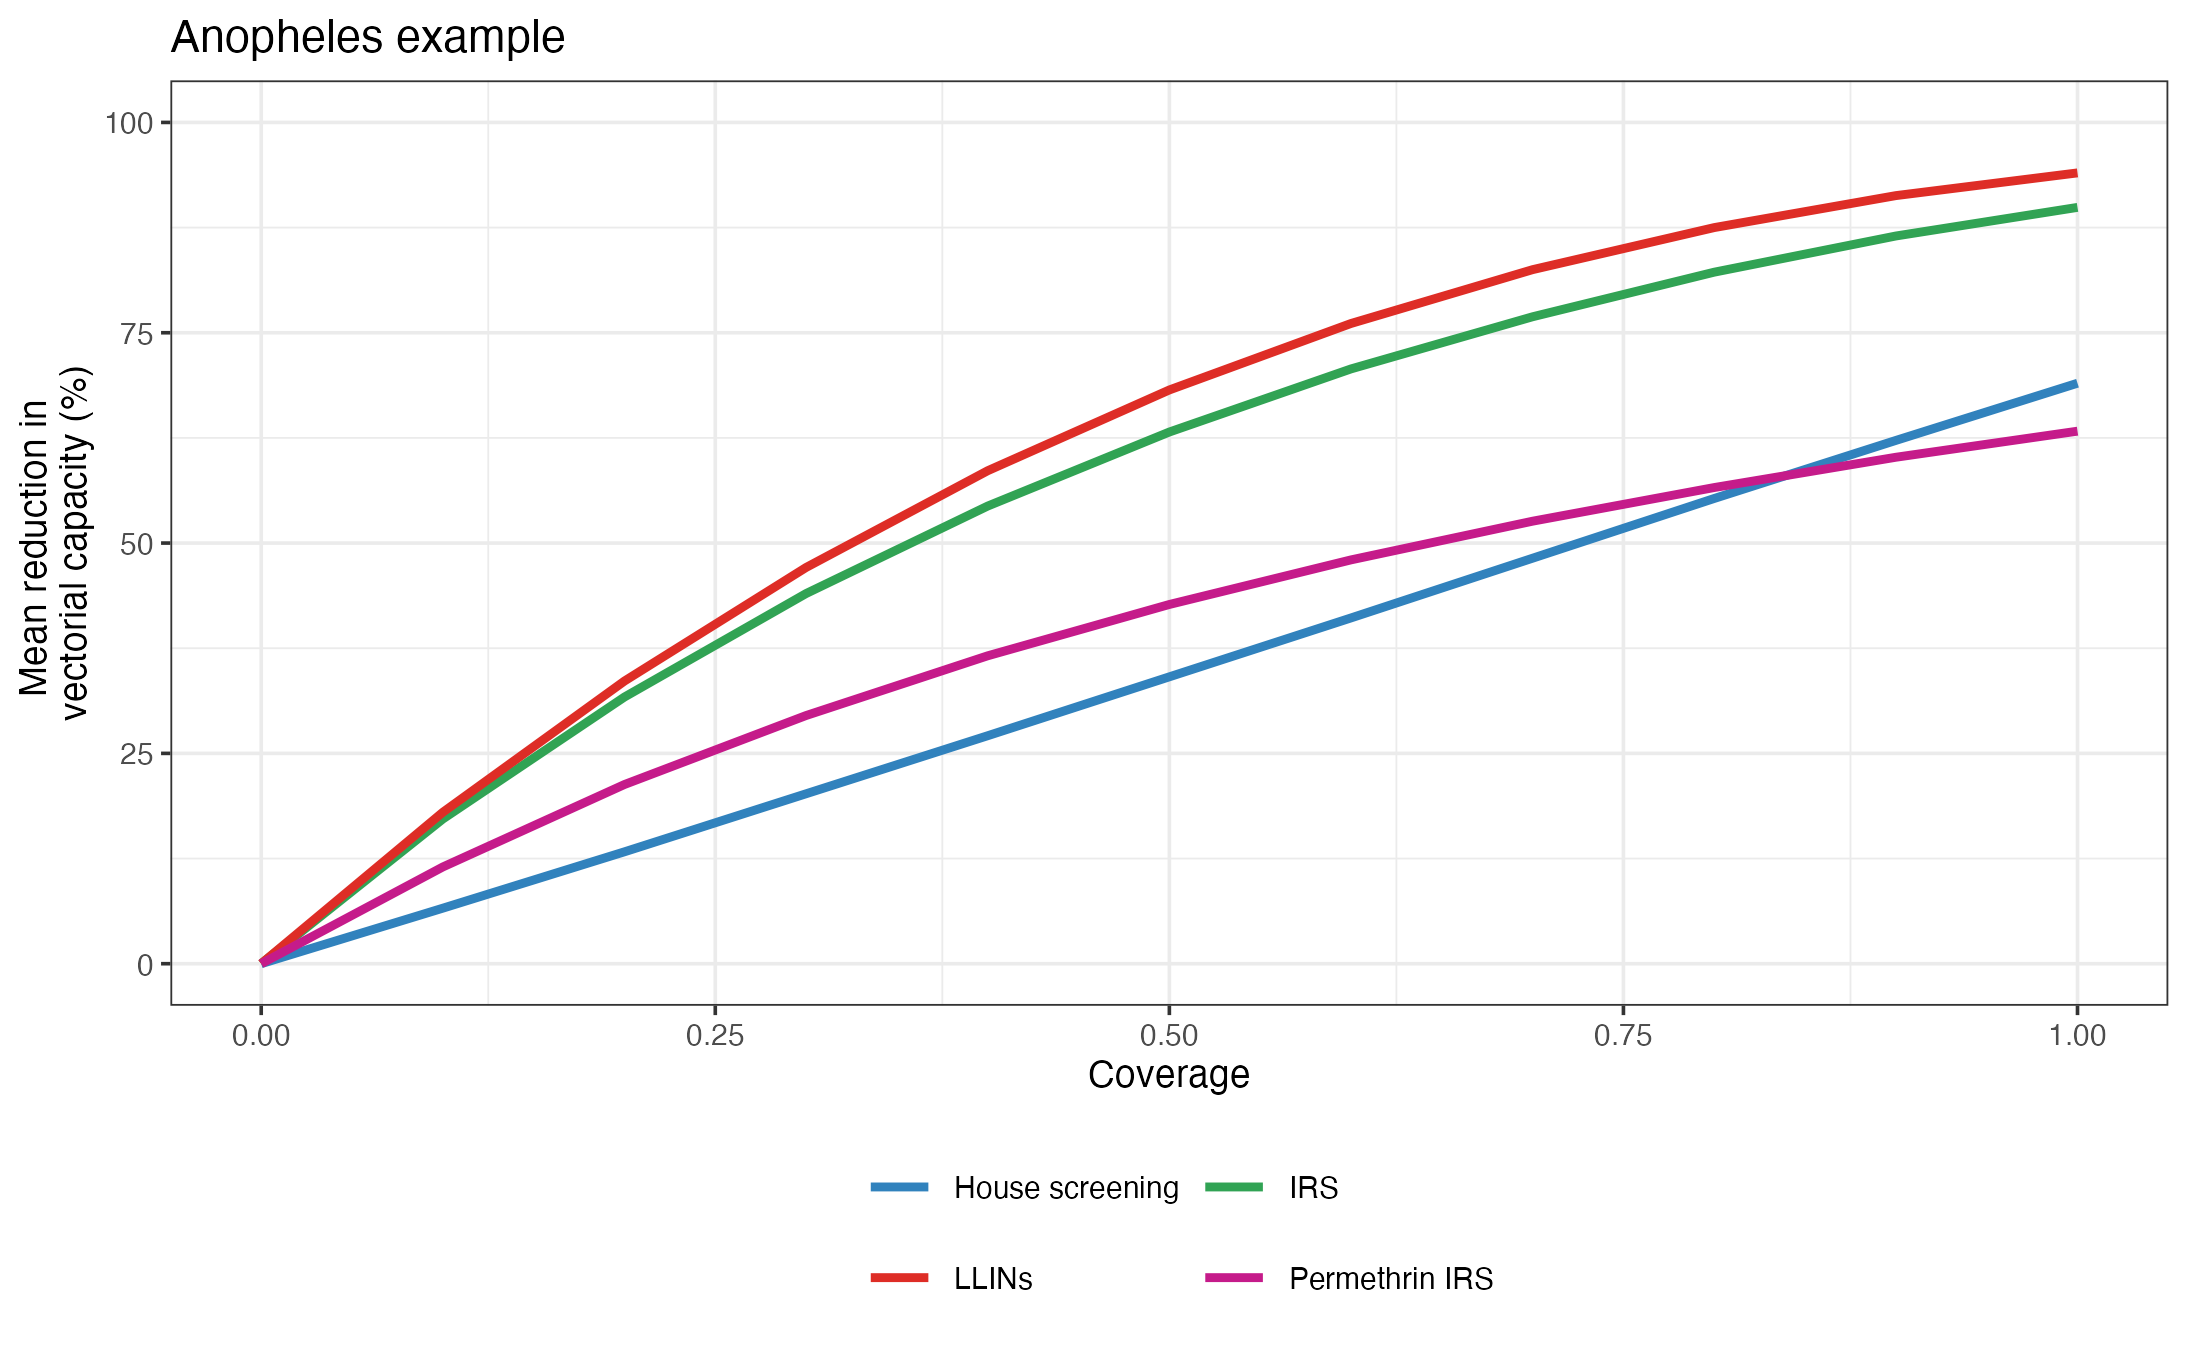 Anopheles example
Mean reduction in
vectorial capacity (%)
100
75
50
25
0
0.00 0.25 0.50 0.75 1.00
Coverage
House screening IRS
LLINs Permethrin IRS